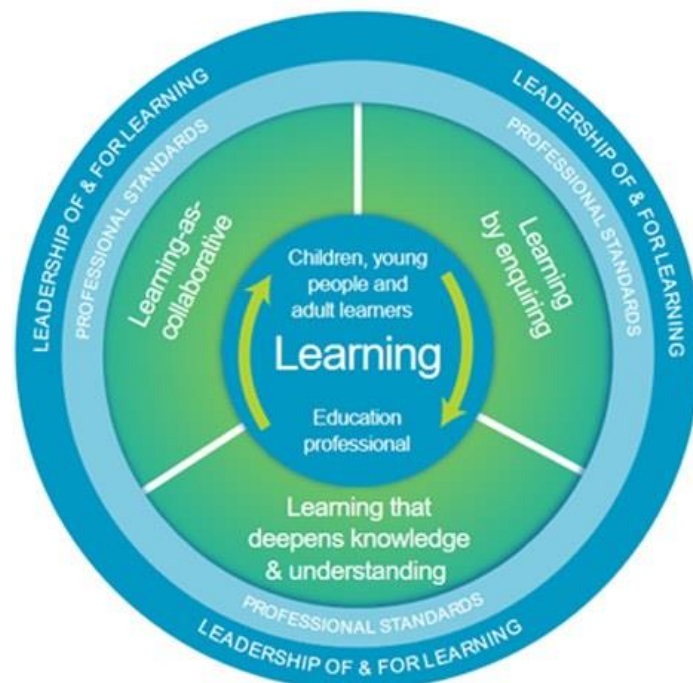 LEADERSHIP OF & FOR LEARNING
LEADERSHIP OF & FOR LEARNING
PROFESSIONAL STANDARDS
PROFESSIONAL STANDARDS
Learning-as-
collaborative
Learning
by enquiring
Children, young
people and
adult learners
Learning
Education
professional
Learning that
deepens knowledge
& understanding
PROFESSIONAL STANDARDS
LEADERSHIP OF & FOR LEARNING